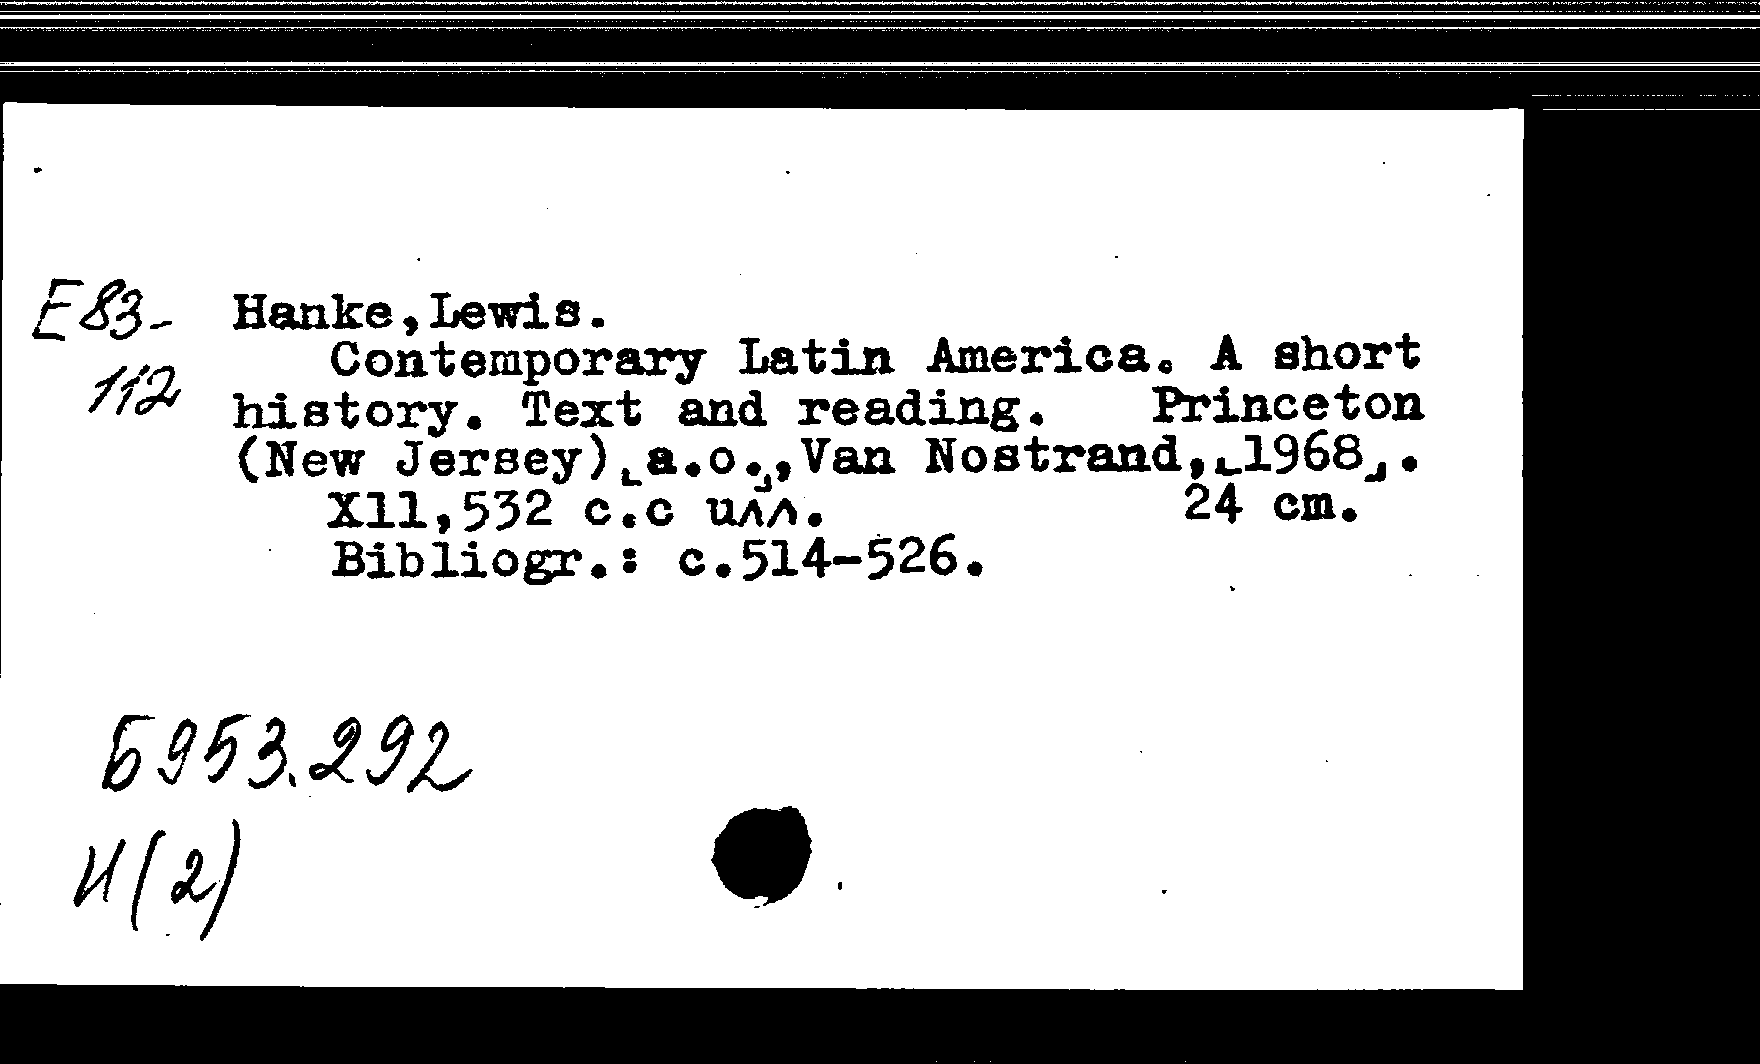 E83-
112
Hanke,Lewis.
Contemporary Latin America. A short
history. Text and reading. Princeton
(New Jersey)⌞a.o.⌟,Van Nostrand,⌞1968⌟.
X11,532 c.c илл. 24 cm.
Bibliogr.: c.514-526.
Б953.292
И(2)